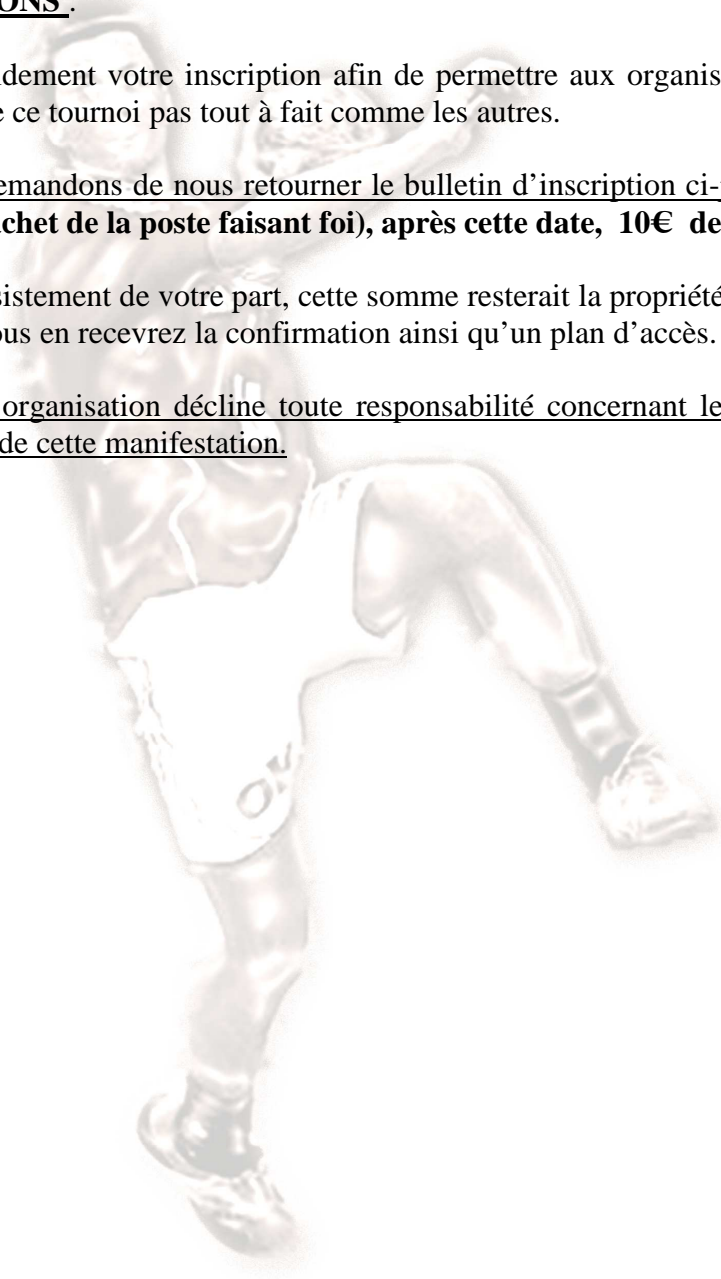 ONS .
dement votre inscription afin de permettre aux organis
e ce tournoi pas tout à fait comme les autres.
emandons de nous retourner le bulletin d’inscription ci-
chet de la poste faisant foi), après cette date, 10€ de
sistement de votre part, cette somme resterait la propriété
ous en recevrez la confirmation ainsi qu’un plan d’accès.
organisation décline toute responsabilité concernant le
de cette manifestation.